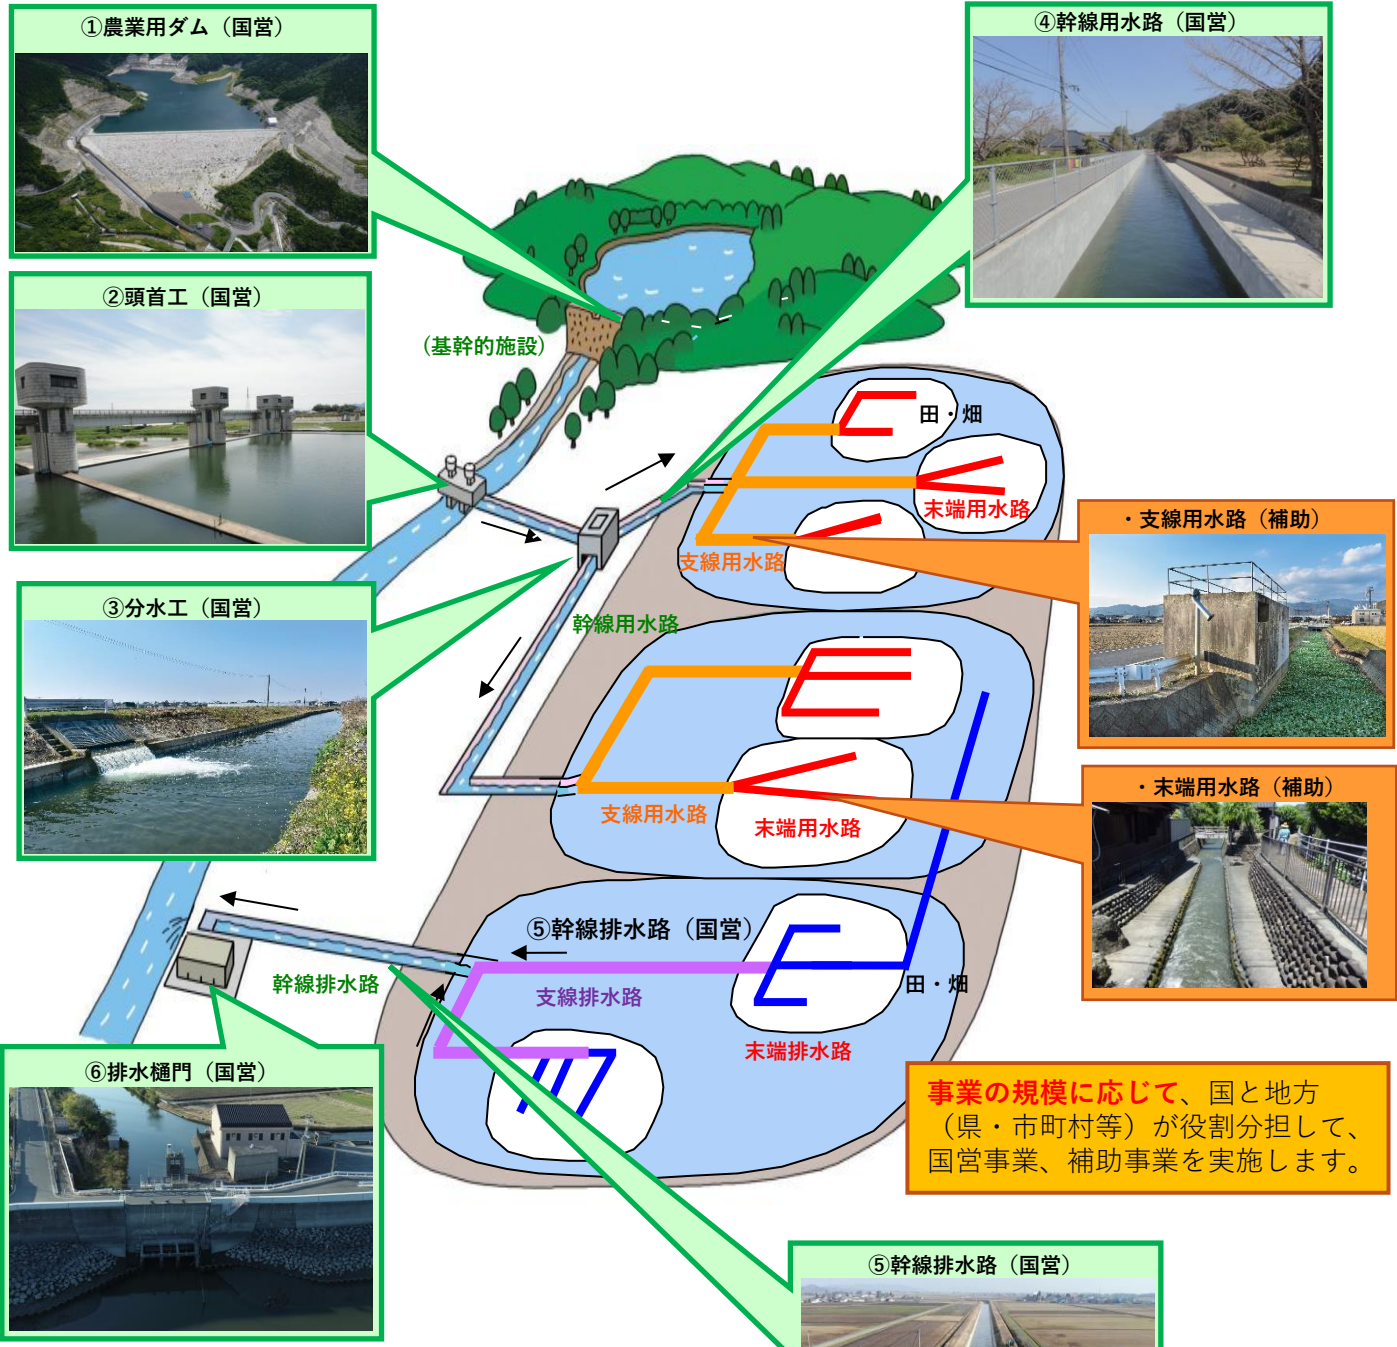 ①農業用ダム（国営）
④幹線用水路（国営）
②頭首工（国営）
(基幹的施設)
田・畑
末端用水路
・支線用水路（補助）
支線用水路
③分水工（国営）
幹線用水路
・末端用水路（補助）
支線用水路
末端用水路
⑤幹線排水路（国営）
幹線排水路
支線排水路
田・畑
末端排水路
⑥排水樋門（国営）
事業の規模に応じて、国と地方
（県・市町村等）が役割分担して、
国営事業、補助事業を実施します。
⑤幹線排水路（国営）